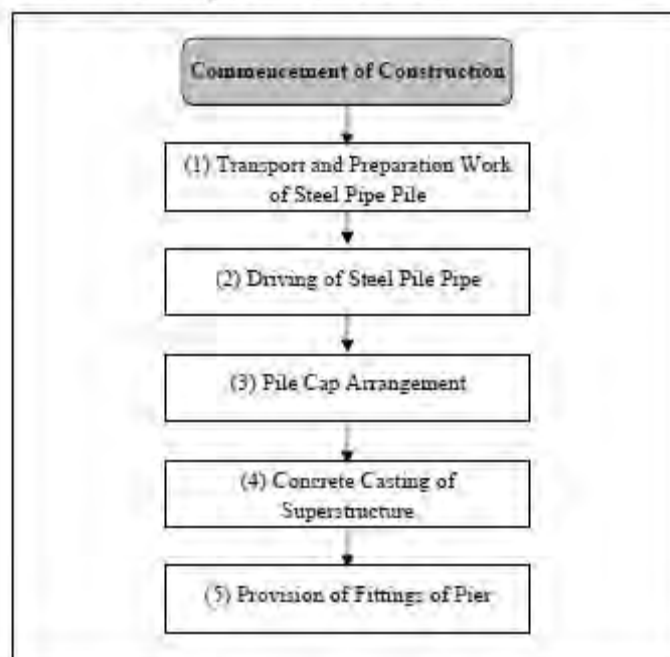 Commencement of Construction
(1) Transport and Preparation Work
of Steel Pipe Pile
(2) Driving of Steel Pile Pipe
(3) Pile Cap Arrangement
(4) Concrete Casting of
Superstructure
(5) Provision of Fittings of Pier